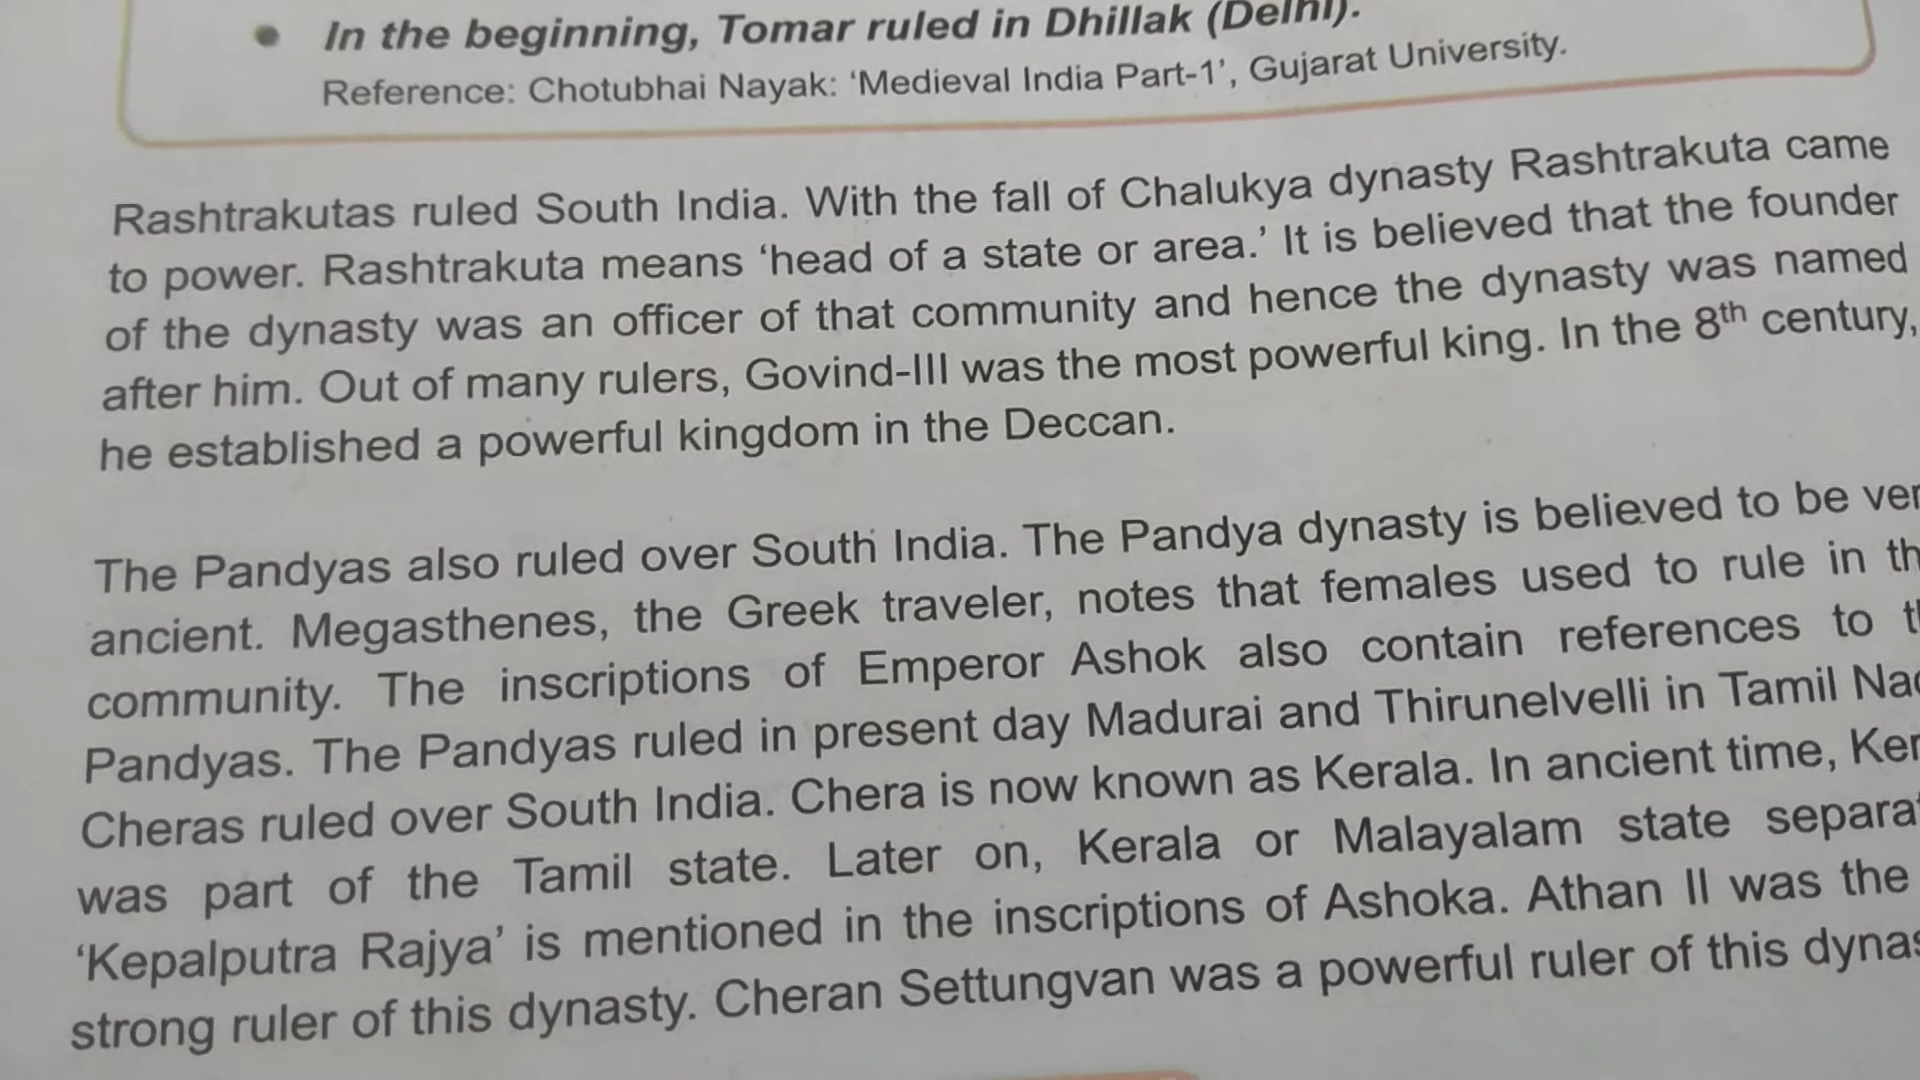 • In the beginning, Tomar ruled in Dhillak (Delhi).
Reference: Chotubhai Nayak: ‘Medieval India Part-1’, Gujarat University.
Rashtrakutas ruled South India. With the fall of Chalukya dynasty Rashtrakuta came
to power. Rashtrakuta means ‘head of a state or area.’ It is believed that the founder
of the dynasty was an officer of that community and hence the dynasty was named
after him. Out of many rulers, Govind-III was the most powerful king. In the 8th century,
he established a powerful kingdom in the Deccan.
The Pandyas also ruled over South India. The Pandya dynasty is believed to be
ancient. Megasthenes, the Greek traveler, notes that females used to rule in
community. The inscriptions of Emperor Ashok also contain references to
Pandyas. The Pandyas ruled in present day Madurai and Thirunelvelli in Tamil
Cheras ruled over South India. Chera is now known as Kerala. In ancient time,
was part of the Tamil state. Later on, Kerala or Malayalam state
‘Kepalputra Rajya’ is mentioned in the inscriptions of Ashoka. Athan II was the
strong ruler of this dynasty. Cheran Settungvan was a powerful ruler of this